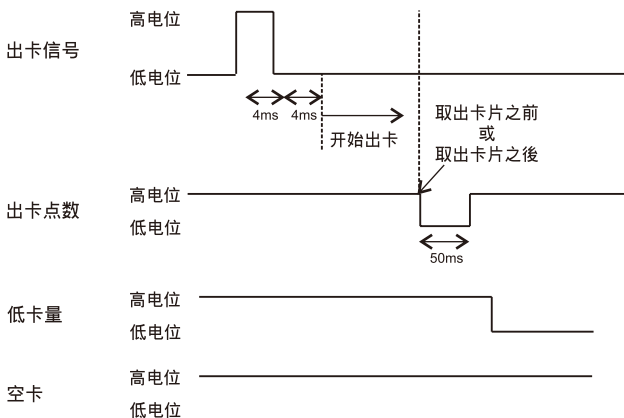 出卡信号
高电位
低电位
4ms
4ms
开始出卡
取出卡片之前
或
取出卡片之後
出卡点数
高电位
低电位
50ms
低卡量
高电位
低电位
空卡
高电位
低电位